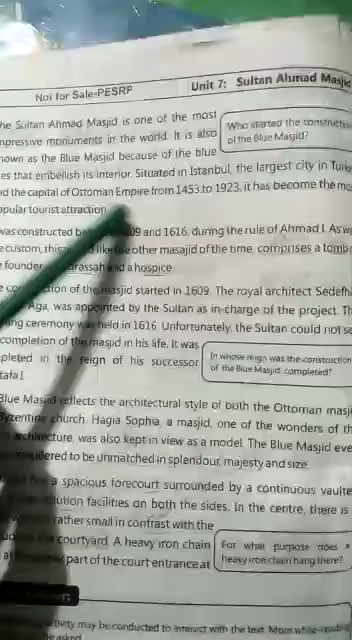 Not for Sale-PESRP
Unit 7: Sultan Ahmad Masjid
he Sultan Ahmad Masjid is one of the most
mpressive monuments in the world. It is also
nown as the Blue Masjid because of the blue
Who started the constructio
of the Blue Masjid?
es that embellish its interior. Situated in Istanbul, the largest city in Turk
d the capital of Ottoman Empire from 1453 to 1923, it has become the mo
opular tourist attraction
was constructed 09 and 1616, during the rule of Ahmad I. As w
custom, this like other masajid of the time, comprises a tomb
founder and a hospice
of the masjid started in 1609. The royal architect Sedefh
Aga, was appointed by the Sultan as in-charge of the project. Th
ceremony was held in 1616. Unfortunately, the Sultan could not se
completion of the masjid in his life. It was
pleted in the reign of his successor
tafa I.
In whose reign was the construction
of the Blue Masjid completed?
Blue Masjid reflects the architectural style of both the Ottoman masji
Byzentine church. Hagia Sophia, a masjid, one of the wonders of th
architecture, was also kept in view as a model. The Blue Masjid eve
to be unmatched in splendour, majesty and size.
a spacious forecourt surrounded by a continuous vaulte
facilities on both the sides. In the centre, there is
rather small in contrast with the
courtyard. A heavy iron chain
part of the court entrance at
For what purpose does a
heavy iron chain hang there?
may be conducted to interact with the text. More while-reading
be asked.